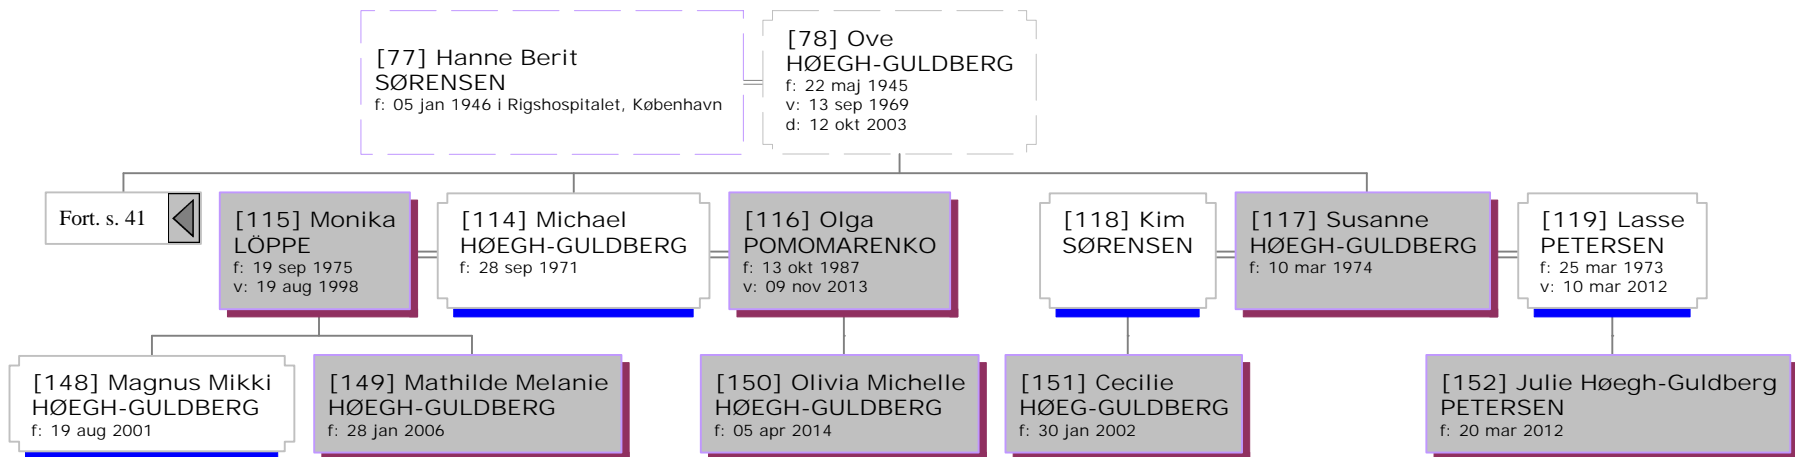 [77] Hanne Berit
SØRENSEN
f: 05 jan 1946 i Rigshospitalet, København
[78] Ove
HØEGH-GULDBERG
f: 22 maj 1945
v: 13 sep 1969
d: 12 okt 2003
Fort. s. 41
[115] Monika
LÖPPE
f: 19 sep 1975
v: 19 aug 1998
[114] Michael
HØEGH-GULDBERG
f: 28 sep 1971
[116] Olga
POMOMARENKO
f: 13 okt 1987
v: 09 nov 2013
[118] Kim
SØRENSEN
[117] Susanne
HØEGH-GULDBERG
f: 10 mar 1974
[119] Lasse
PETERSEN
f: 25 mar 1973
v: 10 mar 2012
[148] Magnus Mikki
HØEGH-GULDBERG
f: 19 aug 2001
[149] Mathilde Melanie
HØEGH-GULDBERG
f: 28 jan 2006
[150] Olivia Michelle
HØEGH-GULDBERG
f: 05 apr 2014
[151] Cecilie
HØEG-GULDBERG
f: 30 jan 2002
[152] Julie Høegh-Guldberg
PETERSEN
f: 20 mar 2012